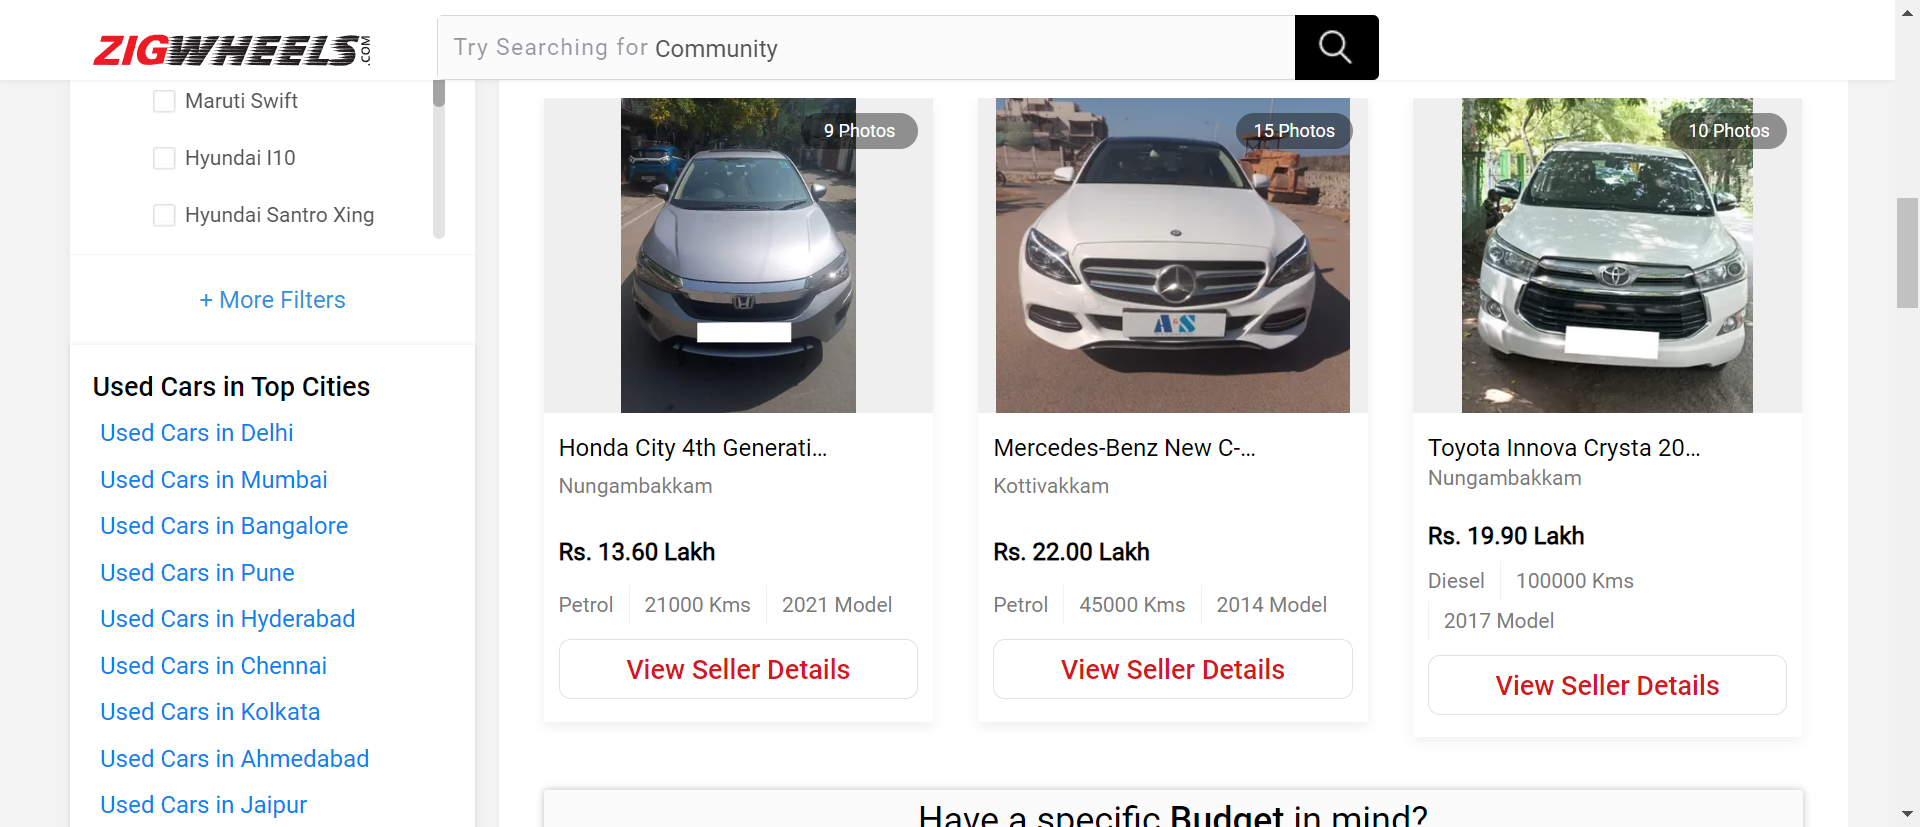 ZIGWHEELS.COM
Try Searching for Community
Maruti Swift
Hyundai I10
Hyundai Santro Xing
+ More Filters
Used Cars in Top Cities
Used Cars in Delhi
Used Cars in Mumbai
Used Cars in Bangalore
Used Cars in Pune
Used Cars in Hyderabad
Used Cars in Chennai
Used Cars in Kolkata
Used Cars in Ahmedabad
Used Cars in Jaipur
9 Photos
Honda City 4th Generati...
Nungambakkam
Rs. 13.60 Lakh
Petrol
21000 Kms
2021 Model
View Seller Details
15 Photos
A&S
Mercedes-Benz New C-...
Kottivakkam
Rs. 22.00 Lakh
Petrol
45000 Kms
2014 Model
View Seller Details
10 Photos
Toyota Innova Crysta 20...
Nungambakkam
Rs. 19.90 Lakh
Diesel
100000 Kms
2017 Model
View Seller Details
Have a specific Budget in mind?